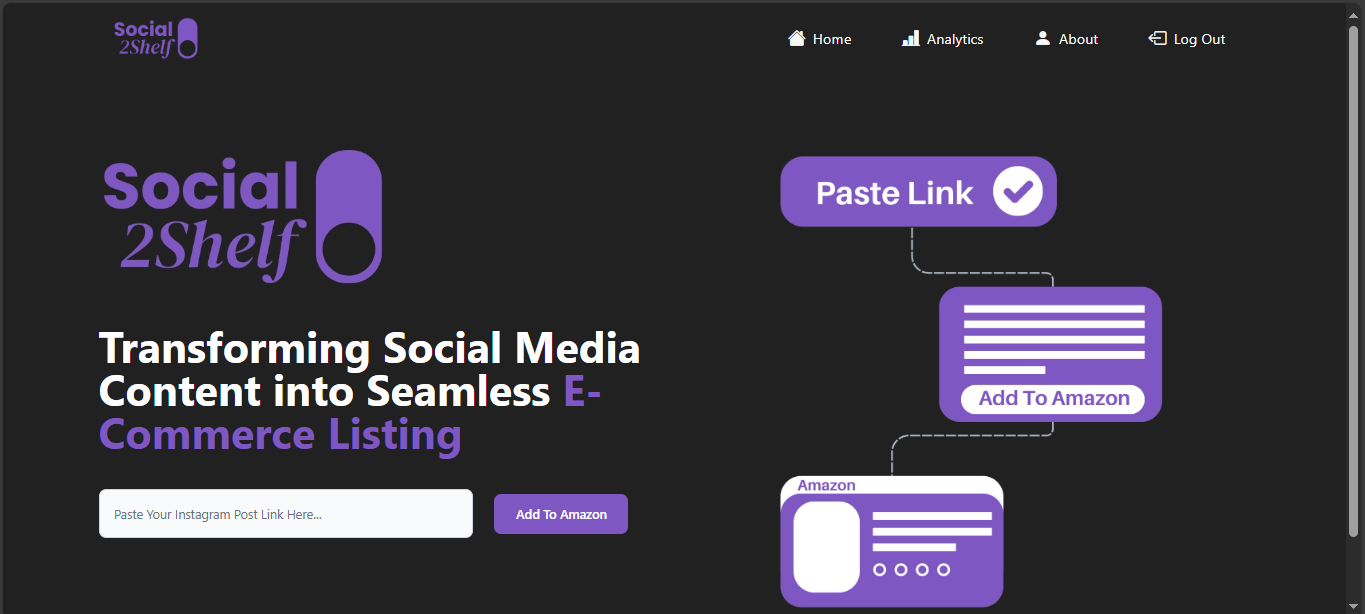 Social
2Shelf
Home
Analytics
About
Log Out
Social
2Shelf
Transforming Social Media
Content into Seamless E-
Commerce Listing
Paste Your Instagram Post Link Here...
Add To Amazon
Paste Link
Add To Amazon
Amazon